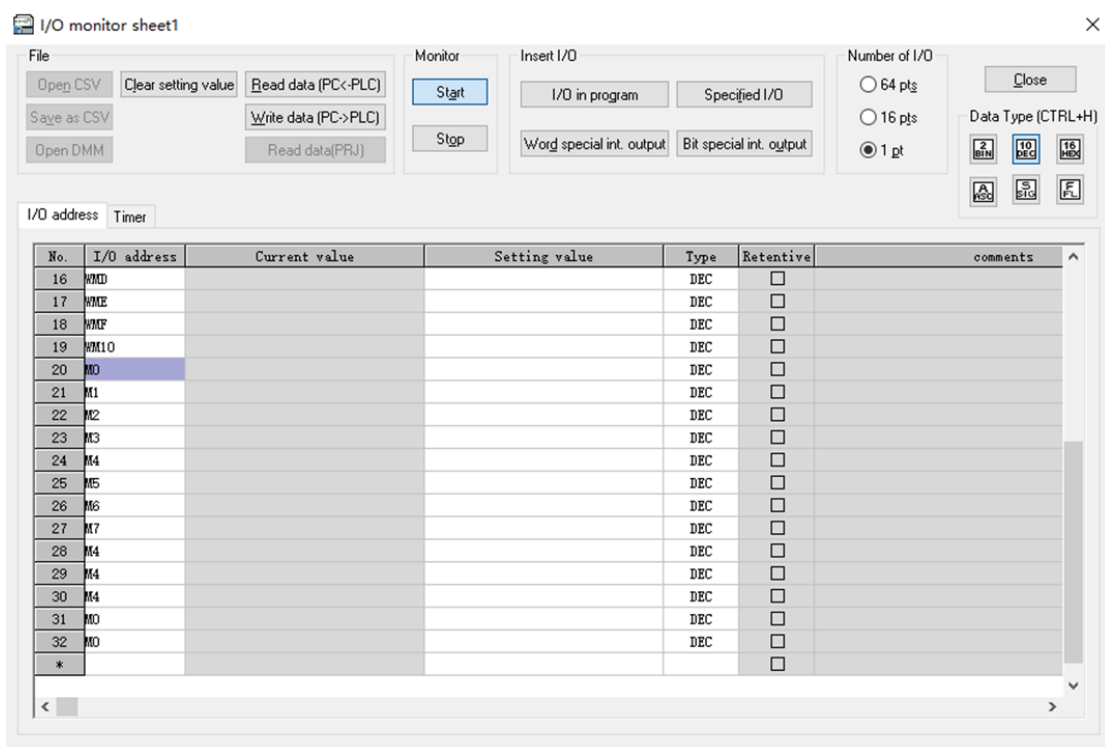 I/O monitor sheet1
File
Monitor
Insert I/O
Number of I/O
Open CSV
Clear setting value
Read data (PC<-PLC)
Start
I/O in program
Specified I/O
64 pts
Close
Save as CSV
Write data (PC->PLC)
16 pts
Data Type (CTRL+H)
Open DMM
Read data(PRJ)
Stop
Word special int. output
Bit special int. output
1 pt
2 BIN
10 DEC
16 HEX
A ASC
S SIG
F FL
I/O address
Timer
No. I/O address Current value Setting value Type Retentive comments
16 WMD DEC
17 WME DEC
18 WMF DEC
19 WM10 DEC
20 M0 DEC
21 M1 DEC
22 M2 DEC
23 M3 DEC
24 M4 DEC
25 M5 DEC
26 M6 DEC
27 M7 DEC
28 M4 DEC
29 M4 DEC
30 M4 DEC
31 M0 DEC
32 M0 DEC
*